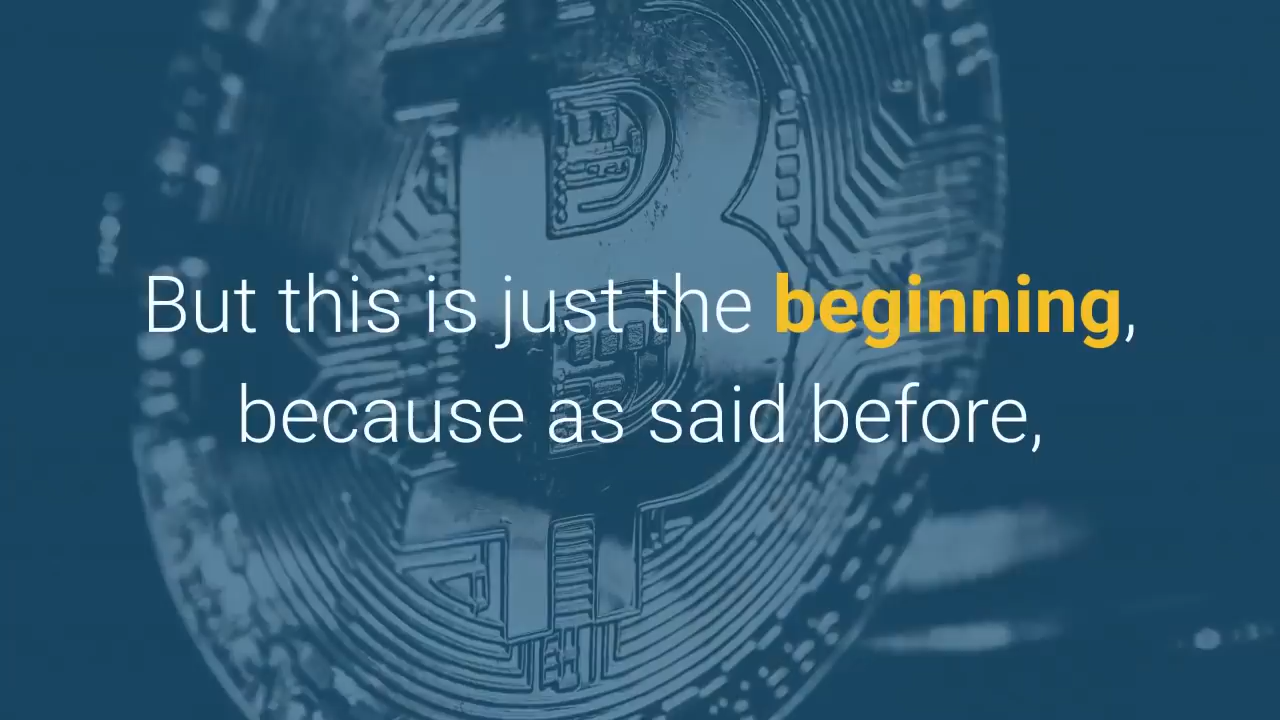 But this is just the beginning,
because as said before,